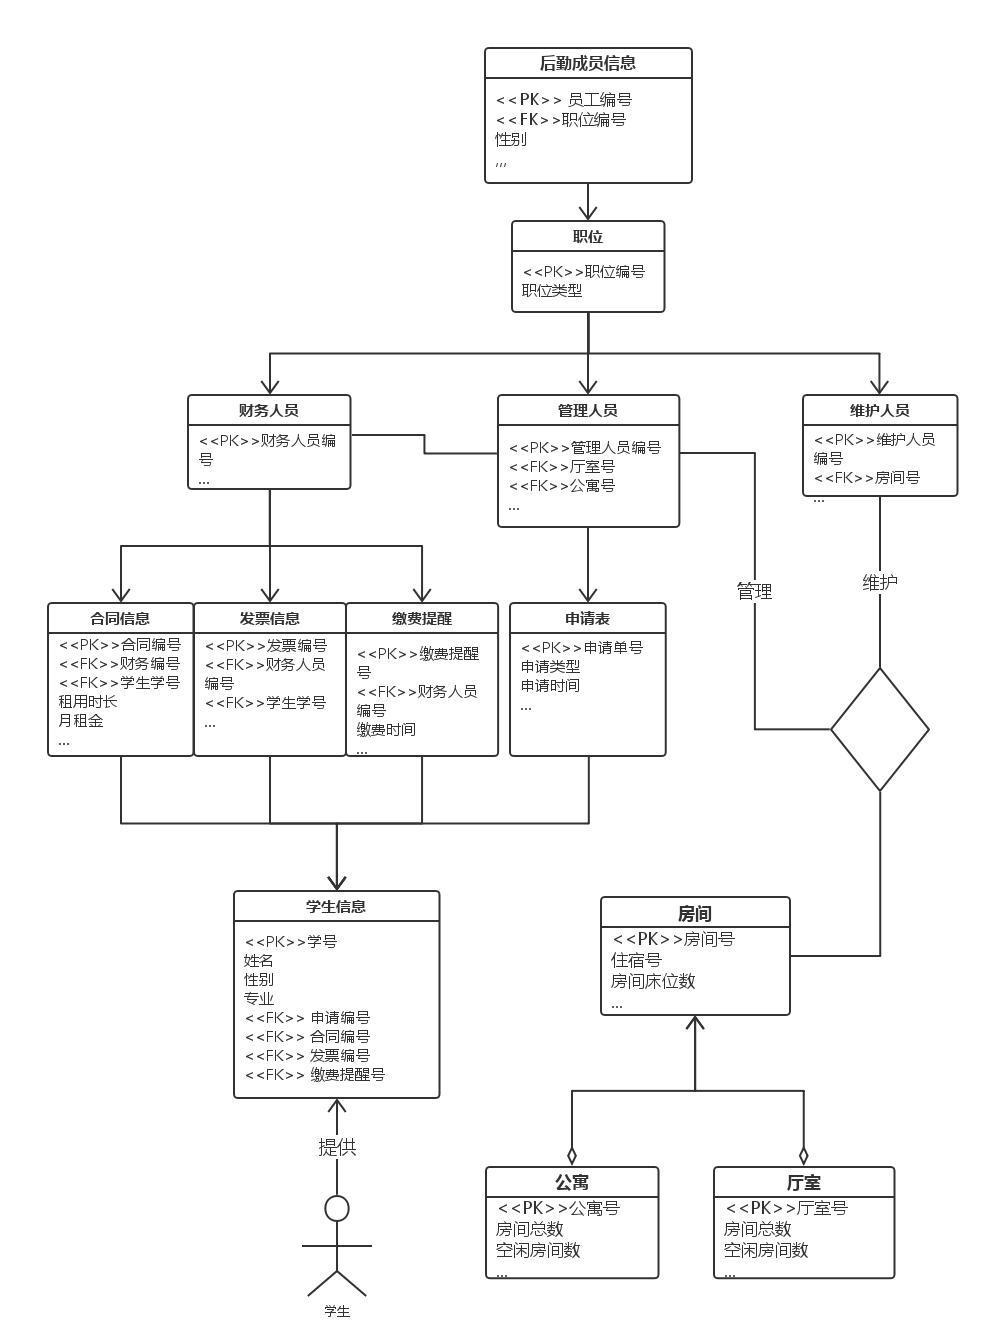 后勤成员信息
<<PK>> 员工编号
<<FK>>职位编号
性别
,,,
职位
<<PK>>职位编号
职位类型
财务人员
<<PK>>财务人员编
号
...
管理人员
<<PK>>管理人员编号
<<FK>>厅室号
<<FK>>公寓号
...
维护人员
<<PK>>维护人员
编号
<<FK>>房间号
...
管理
维护
合同信息
<<PK>>合同编号
<<FK>>财务编号
<<FK>>学生学号
租用时长
月租金
...
发票信息
<<PK>>发票编号
<<FK>>财务人员
编号
<<FK>>学生学号
...
缴费提醒
<<PK>>缴费提醒
号
<<FK>>财务人员
编号
缴费时间
...
申请表
<<PK>>申请单号
申请类型
申请时间
...
学生信息
<<PK>>学号
姓名
性别
专业
<<FK>> 申请编号
<<FK>> 合同编号
<<FK>> 发票编号
<<FK>> 缴费提醒号
房间
<<PK>>房间号
住宿号
房间床位数
...
提供
学生
公寓
<<PK>>公寓号
房间总数
空闲房间数
...
厅室
<<PK>>厅室号
房间总数
空闲房间数
...